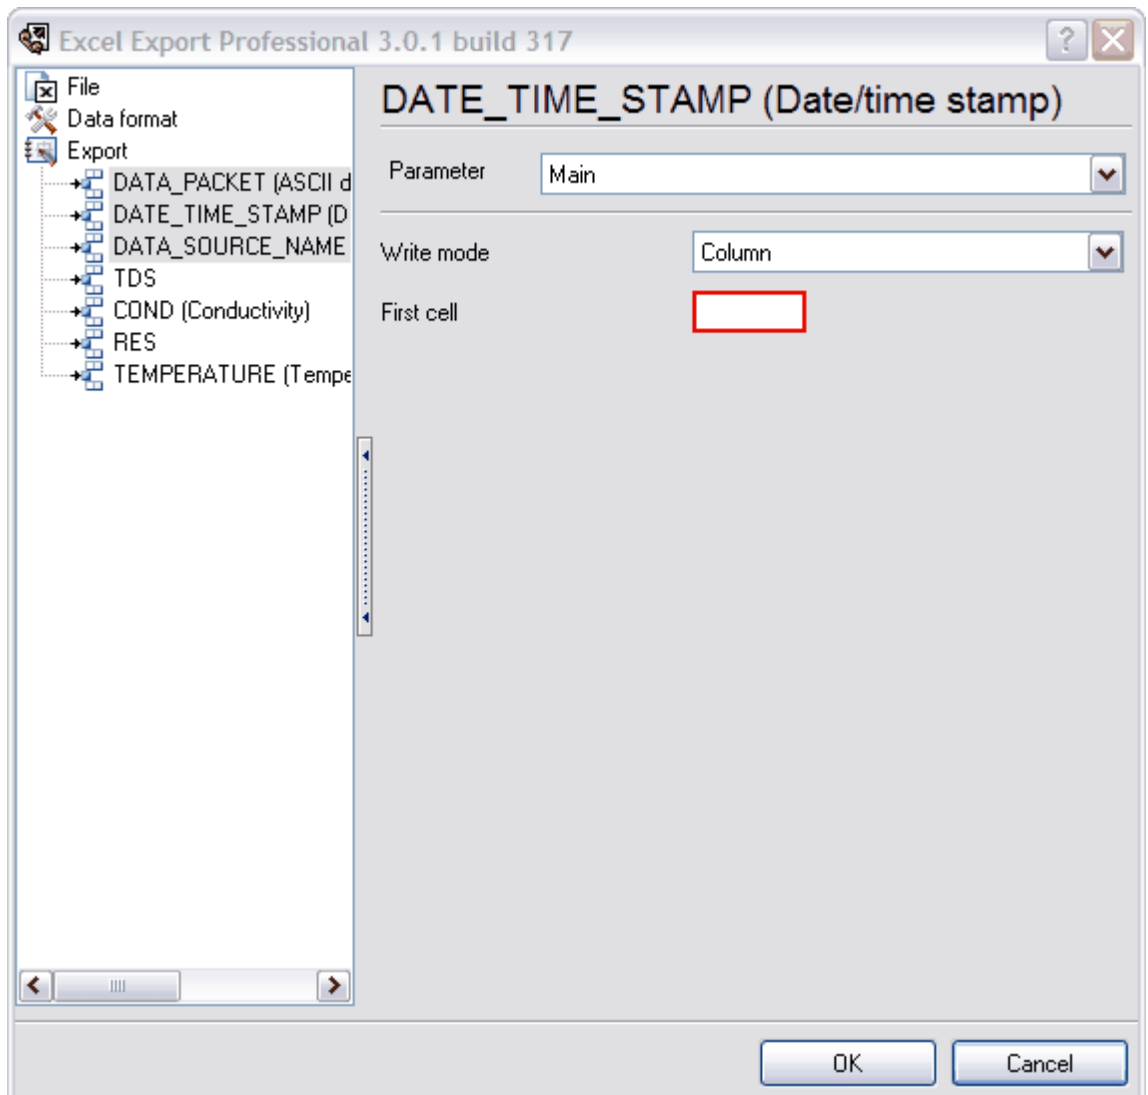 Excel Export Professional 3.0.1 build 317
File
Data format
Export
DATA_PACKET (ASCII d
DATE_TIME_STAMP (D
DATA_SOURCE_NAME
TDS
COND (Conductivity)
RES
TEMPERATURE (Tempe
DATE_TIME_STAMP (Date/time stamp)
Parameter Main
Write mode Column
First cell
OK Cancel